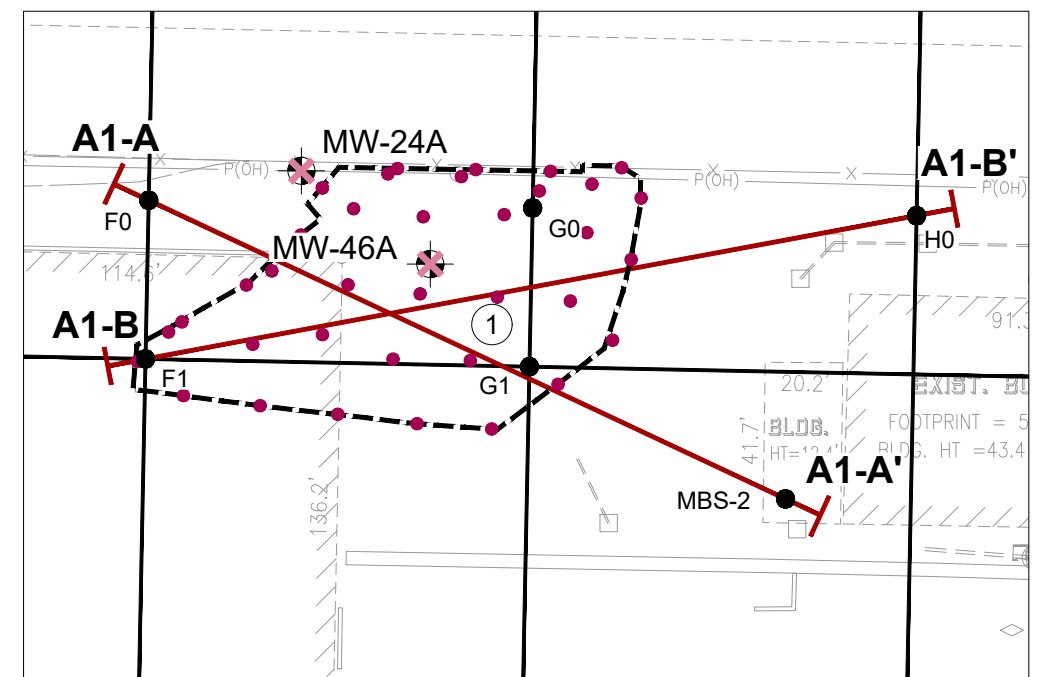 A1-A
MW-24A
A1-B'
P(OH)
P(OH)
P(OH)
F0
G0
H0
MW-46A
114.6'
A1-B
1
91.3
F1
G1
20.2'
EXIST. BU
BLDG.
FOOTPRINT = 5
41.7'
HT=12.4'
BLDG. HT =43.4
A1-A'
MBS-2
136.2'